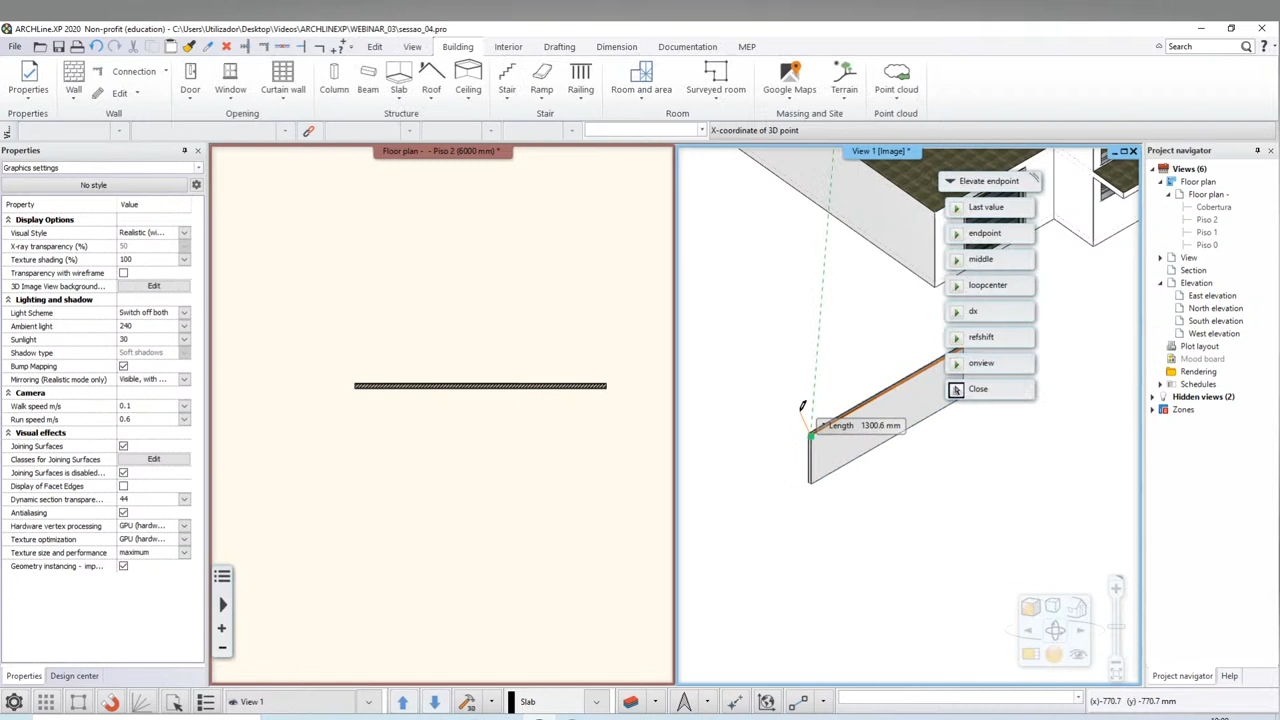 ARCHLine.XP 2020 Non-profit (education) - C:\Users\Utilizador\Desktop\Videos\ARCHLINEXP\WEBINAR_03\sessao_04.pro
File Edit View Building Interior Drafting Dimension Documentation MEP Search
Properties Wall Connection Edit Door Window Curtain wall Column Beam Slab Roof Ceiling Stair Ramp Railing Room and area Surveyed room Google Maps Terrain Point cloud
Properties Wall Opening Structure Stair Room Massing and Site Point cloud
Vi... X-coordinate of 3D point
Properties
Graphics settings
No style
Property Value
Display Options
Visual Style Realistic (wi...
X-ray transparency (%) 50
Texture shading (%) 100
Transparency with wireframe
3D Image View background... Edit
Lighting and shadow
Light Scheme Switch off both
Ambient light 240
Sunlight 30
Shadow type Soft shadows
Bump Mapping
Mirroring (Realistic mode only) Visible, with ...
Camera
Walk speed m/s 0.1
Run speed m/s 0.6
Visual effects
Joining Surfaces
Classes for Joining Surfaces Edit
Joining Surfaces is disabled...
Display of Facet Edges
Dynamic section transpare... 44
Antialiasing
Hardware vertex processing GPU (hardw...
Texture optimization GPU (hardw...
Texture size and performance maximum
Geometry instancing - imp...
Properties Design center
Floor plan - - Piso 2 (6000 mm) *
View 1 [Image] *
Elevate endpoint
Last value
endpoint
middle
loopcenter
dx
refshift
onview
Close
Length 1300.6 mm
Project navigator
Views (6)
Floor plan
Floor plan -
Cobertura
Piso 2
Piso 1
Piso 0
View
Section
Elevation
East elevation
North elevation
South elevation
West elevation
Plot layout
Mood board
Rendering
Schedules
Hidden views (2)
Zones
Project navigator Help
View 1 Slab (x)-770.7 (y) -770.7 mm